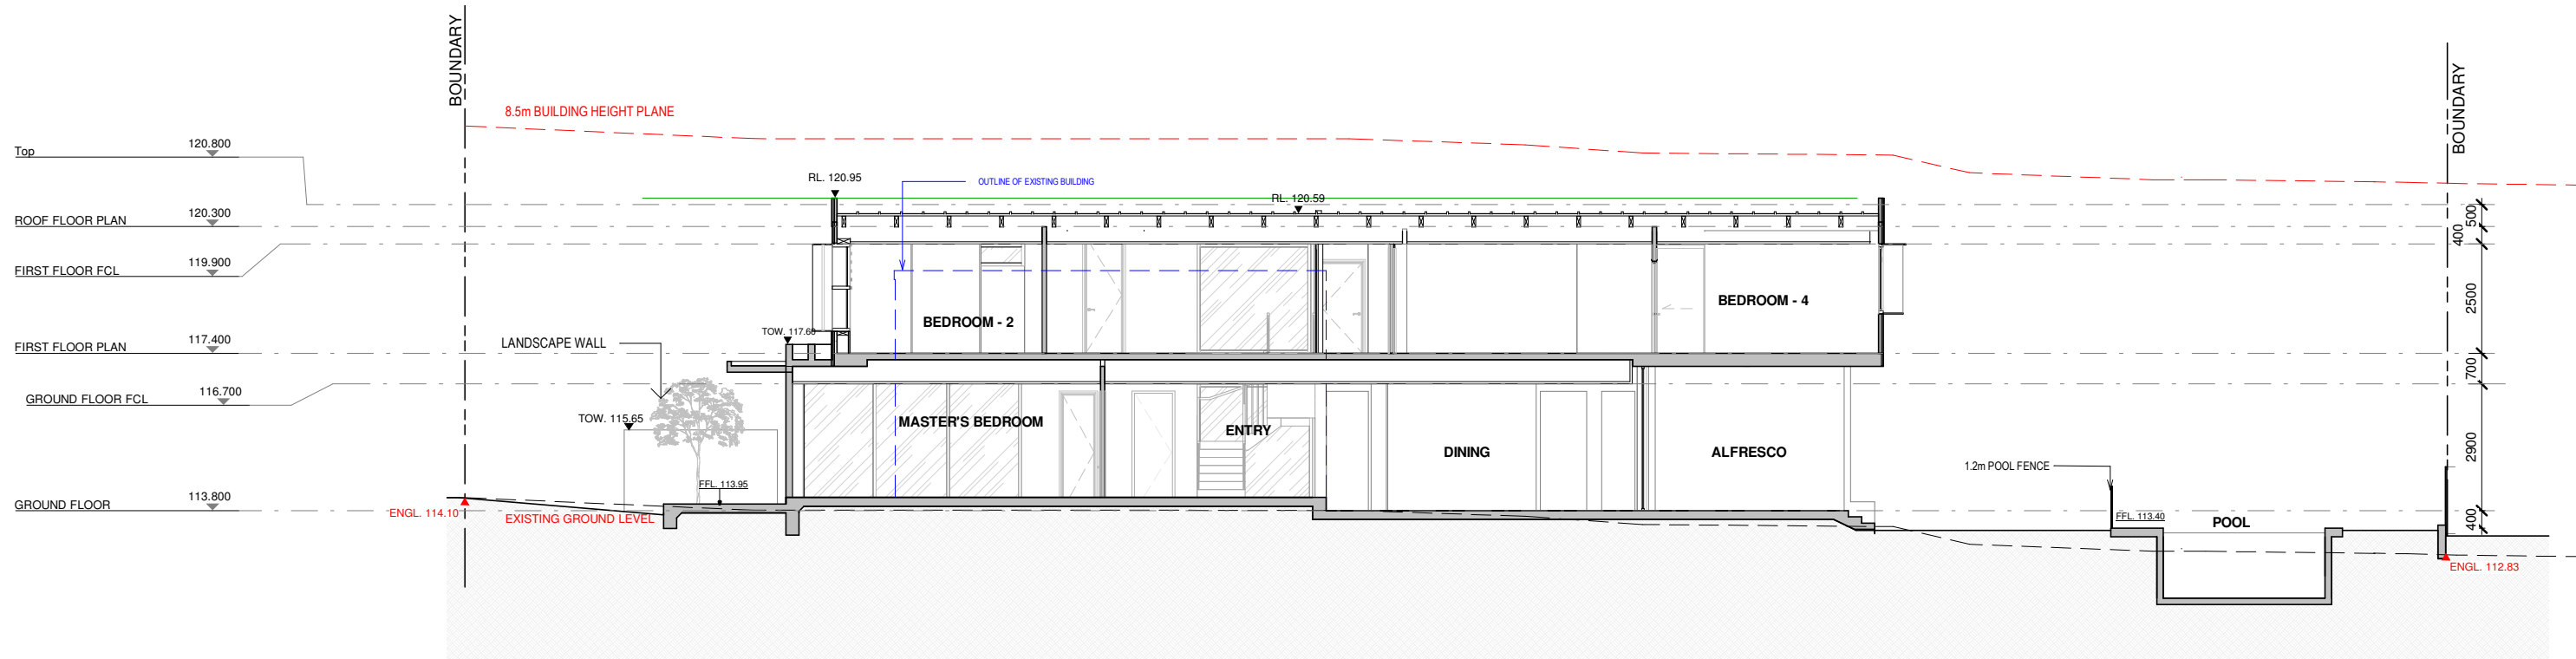 BOUNDARY
BOUNDARY
8.5m BUILDING HEIGHT PLANE
Top 120.800
RL. 120.95
OUTLINE OF EXISTING BUILDING
RL. 120.59
ROOF FLOOR PLAN 120.300
500
400
FIRST FLOOR FCL 119.900
2500
BEDROOM - 4
BEDROOM - 2
TOW. 117.60
LANDSCAPE WALL
FIRST FLOOR PLAN 117.400
700
GROUND FLOOR FCL 116.700
TOW. 115.65
MASTER'S BEDROOM
ENTRY
DINING
ALFRESCO
2900
1.2m POOL FENCE
FFL. 113.95
GROUND FLOOR 113.800
ENGL. 114.10
EXISTING GROUND LEVEL
FFL. 113.40
POOL
400
ENGL. 112.83